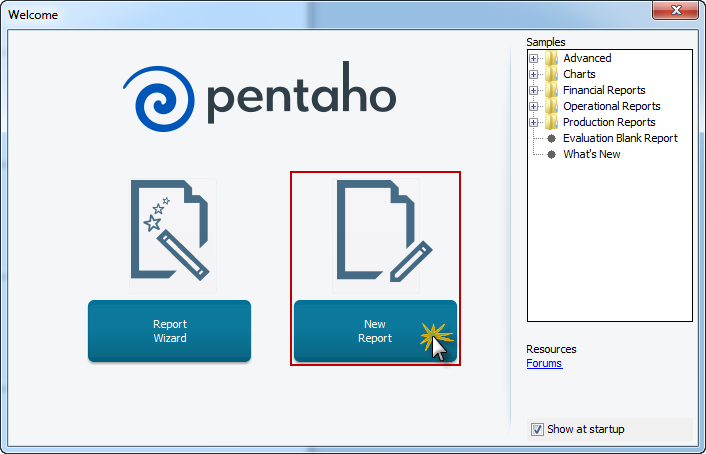 Welcome
pentaho
Report
Wizard
New
Report
Samples
Advanced
Charts
Financial Reports
Operational Reports
Production Reports
Evaluation Blank Report
What's New
Resources
Forums
Show at startup